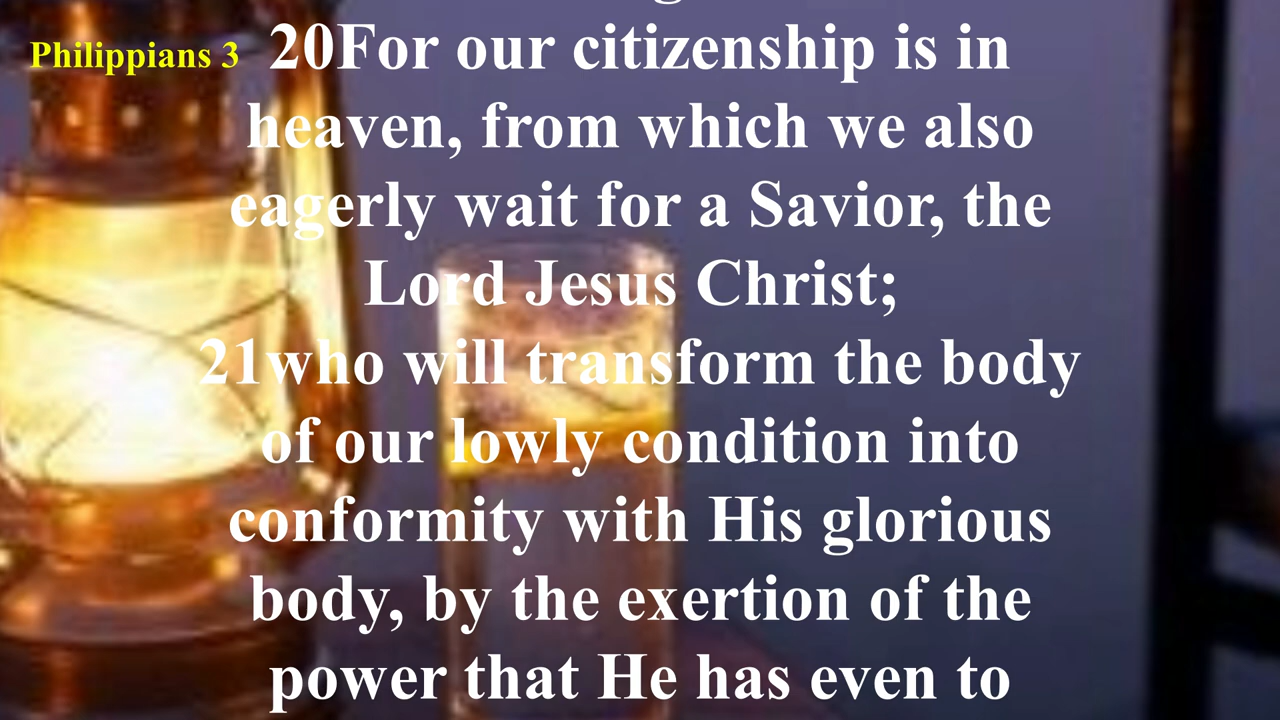 Philippians 3
20For our citizenship is in
heaven, from which we also
eagerly wait for a Savior, the
Lord Jesus Christ;
21who will transform the body
of our lowly condition into
conformity with His glorious
body, by the exertion of the
power that He has even to